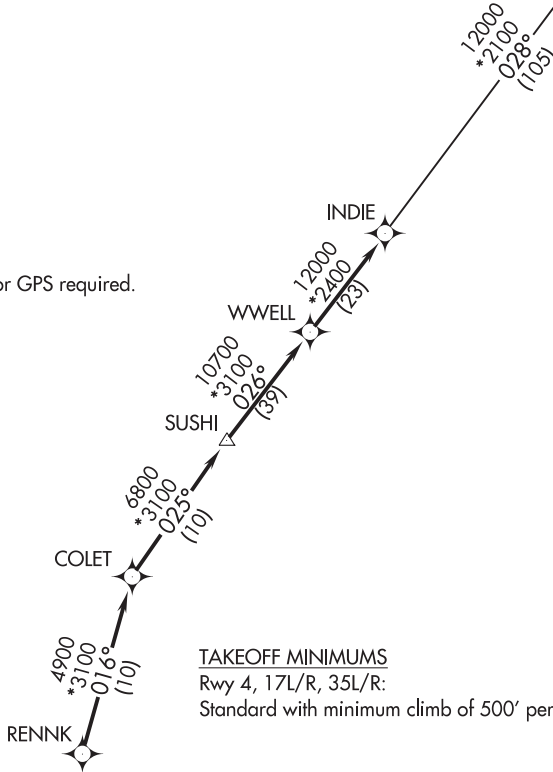 12000
*2100
028°
(105)
INDIE
or GPS required.
12000
*2400
(23)
WWELL
10700
*3100
026°
(39)
SUSHI
6800
*3100
025°
(10)
COLET
4900
*3100
016°
(10)
TAKEOFF MINIMUMS
Rwy 4, 17L/R, 35L/R:
Standard with minimum climb of 500' per
RENNK